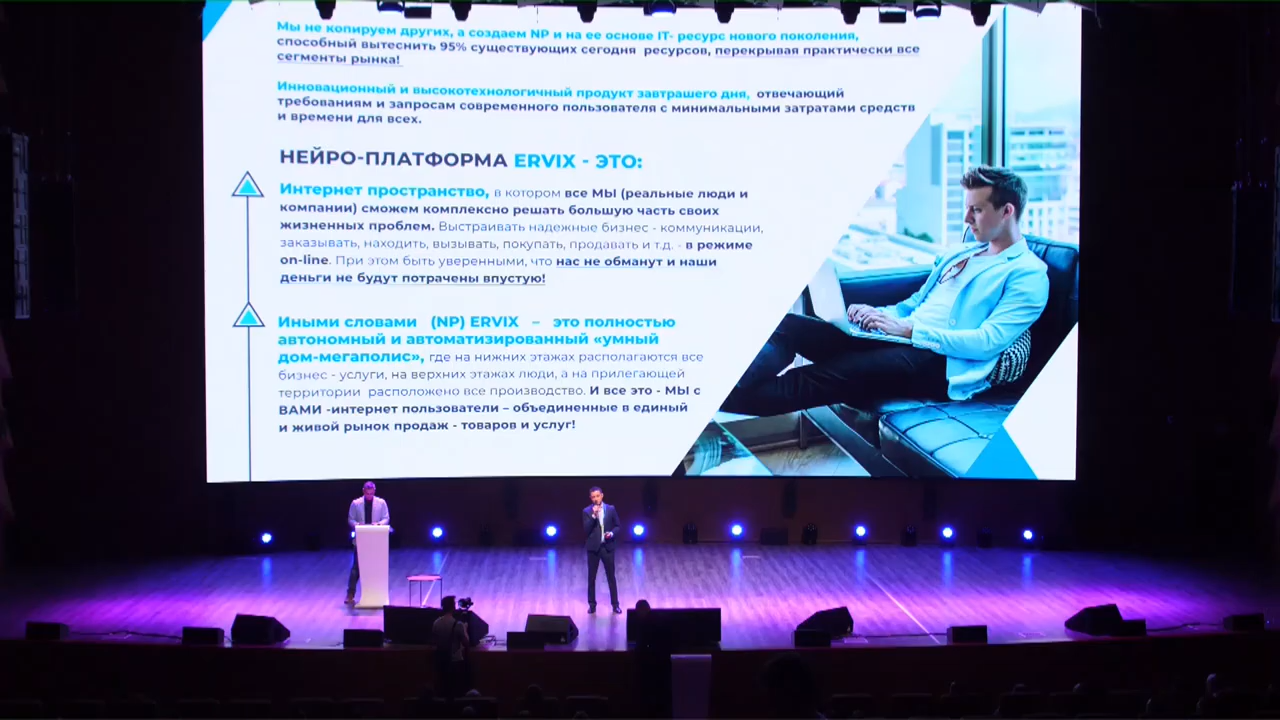 Мы не копируем других, а создаем NP и на ее основе IT- ресурс нового поколения,
способный вытеснить 95% существующих сегодня ресурсов, перекрывая практически все
сегменты рынка!
Инновационный и высокотехнологичный продукт завтрашего дня, отвечающий
требованиям и запросам современного пользователя с минимальными затратами средств
и времени для всех.
НЕЙРО-ПЛАТФОРМА ERVIX - ЭТО:
Интернет пространство, в котором все МЫ (реальные люди и
компании) сможем комплексно решать большую часть своих
жизненных проблем. Выстраивать надежные бизнес - коммуникации,
заказывать, находить, вызывать, покупать, продавать и т.д. - в режиме
on-line. При этом быть уверенными, что нас не обманут и наши
деньги не будут потрачены впустую!
Иными словами (NP) ERVIX – это полностью
автономный и автоматизированный «умный
дом-мегаполис», где на нижних этажах располагаются все
бизнес - услуги, на верхних этажах люди, а на прилегающей
территории расположено все производство. И все это - МЫ с
ВАМИ -интернет пользователи – объединенные в единый
и живой рынок продаж - товаров и услуг!